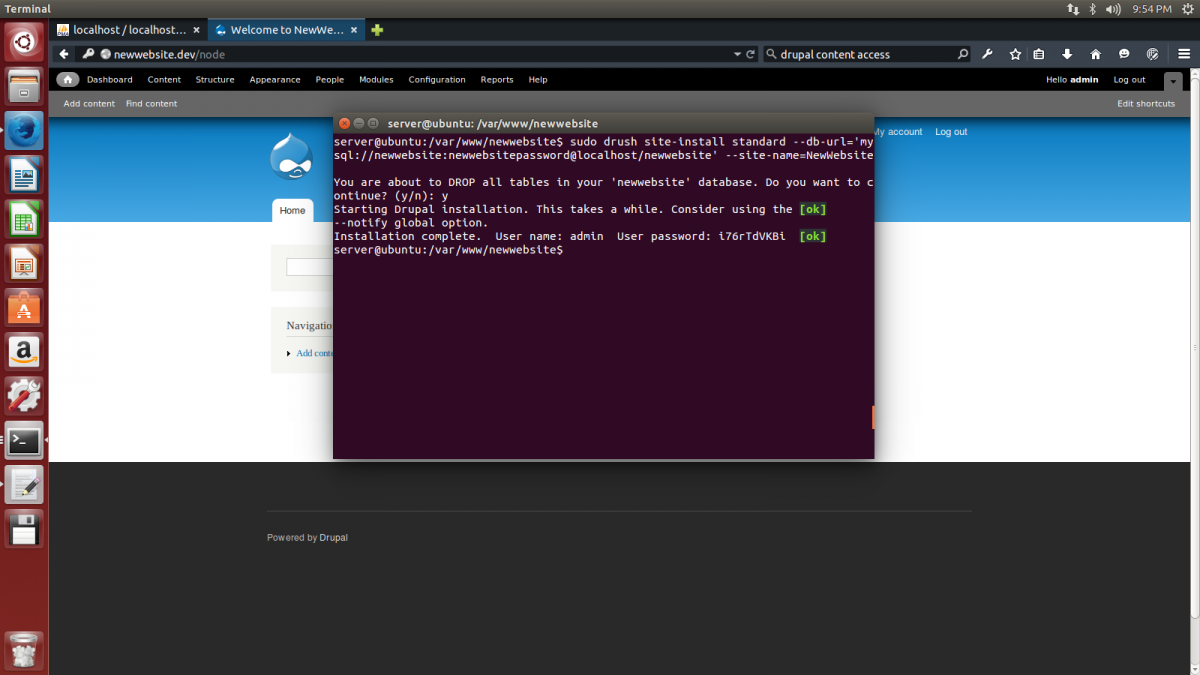 Terminal
9:54 PM
localhost / localhost...
Welcome to NewWe...
newwebsite.dev/node
drupal content access
Dashboard Content Structure Appearance People Modules Configuration Reports Help
Hello admin Log out
Add content Find content
Edit shortcuts
My account Log out
Home
Navigatio
Add conte
server@ubuntu: /var/www/newwebsite
server@ubuntu:/var/www/newwebsite$ sudo drush site-install standard --db-url='my
sql://newwebsite:newwebsitepassword@localhost/newwebsite' --site-name=NewWebsite
You are about to DROP all tables in your 'newwebsite' database. Do you want to c
ontinue? (y/n): y
Starting Drupal installation. This takes a while. Consider using the [ok]
--notify global option.
Installation complete.  User name: admin  User password: i76rTdVKBi  [ok]
server@ubuntu:/var/www/newwebsite$
Powered by Drupal